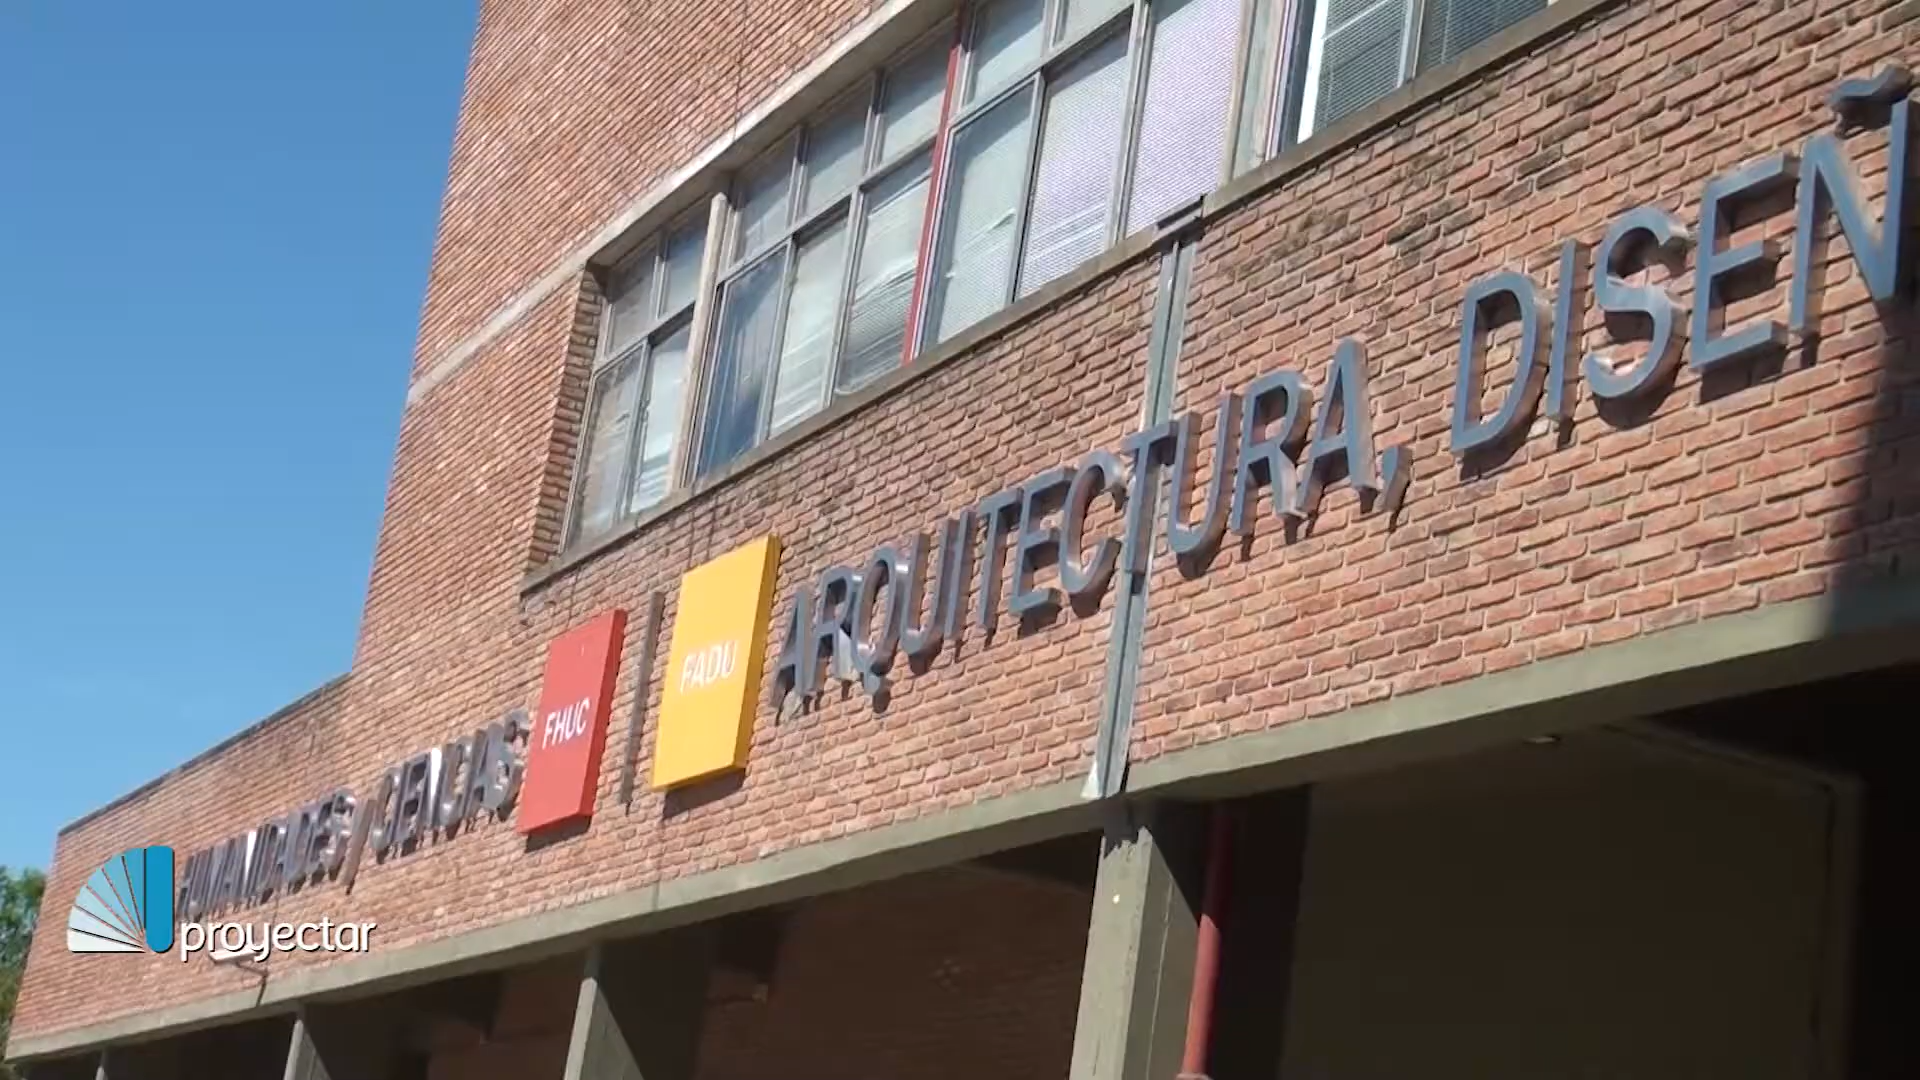 HUMANIDADES y CIENCIAS
FHUC
FADU
ARQUITECTURA, DISEÑ
proyectar